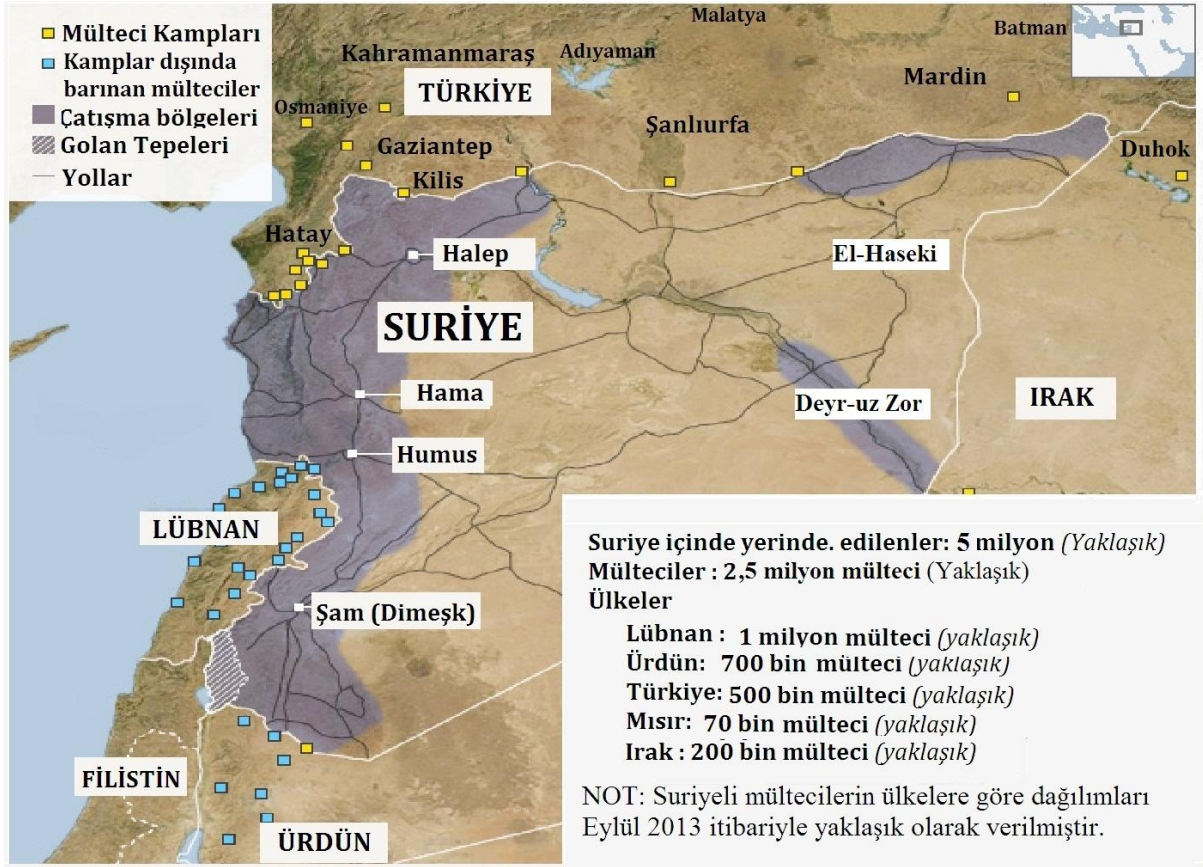 Mülteci Kampları
Kamplar dışında
barınan mülteciler
Çatışma bölgeleri
Golan Tepeleri
Yollar
Malatya
Batman
Kahramanmaraş
Adıyaman
Mardin
TÜRKİYE
Osmaniye
Şanlıurfa
Gaziantep
Duhok
Kilis
Hatay
Halep
El-Haseki
SURİYE
Hama
Deyr-uz Zor
IRAK
Humus
LÜBNAN
Şam (Dimeşk)
FİLİSTİN
ÜRDÜN
Suriye içinde yerinde. edilenler: 5 milyon (Yaklaşık)
Mülteciler : 2,5 milyon mülteci (Yaklaşık)
Ülkeler
Lübnan : 1 milyon mülteci (yaklaşık)
Ürdün: 700 bin mülteci (yaklaşık)
Türkiye: 500 bin mülteci (yaklaşık)
Mısır: 70 bin mülteci (yaklaşık)
Irak : 200 bin mülteci (yaklaşık)
NOT: Suriyeli mültecilerin ülkelere göre dağılımları
Eylül 2013 itibariyle yaklaşık olarak verilmiştir.